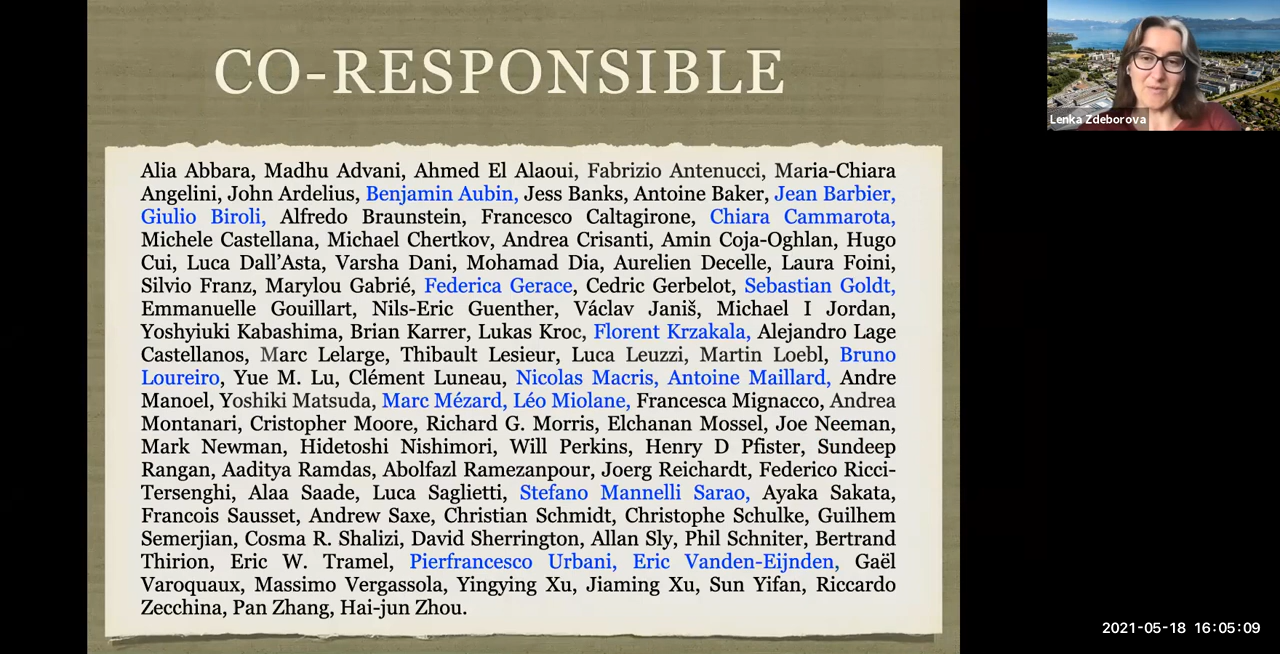 CO-RESPONSIBLE
Lenka Zdeborova
Alia Abbara, Madhu Advani, Ahmed El Alaoui, Fabrizio Antenucci, Maria-Chiara
Angelini, John Ardelius, Benjamin Aubin, Jess Banks, Antoine Baker, Jean Barbier,
Giulio Biroli, Alfredo Braunstein, Francesco Caltagirone, Chiara Cammarota,
Michele Castellana, Michael Chertkov, Andrea Crisanti, Amin Coja-Oghlan, Hugo
Cui, Luca Dall’Asta, Varsha Dani, Mohamad Dia, Aurelien Decelle, Laura Foini,
Silvio Franz, Marylou Gabrié, Federica Gerace, Cedric Gerbelot, Sebastian Goldt,
Emmanuelle Gouillart, Nils-Eric Guenther, Václav Janiš, Michael I Jordan,
Yoshyiuki Kabashima, Brian Karrer, Lukas Kroc, Florent Krzakala, Alejandro Lage
Castellanos, Marc Lelarge, Thibault Lesieur, Luca Leuzzi, Martin Loebl, Bruno
Loureiro, Yue M. Lu, Clément Luneau, Nicolas Macris, Antoine Maillard, Andre
Manoel, Yoshiki Matsuda, Marc Mézard, Léo Miolane, Francesca Mignacco, Andrea
Montanari, Cristopher Moore, Richard G. Morris, Elchanan Mossel, Joe Neeman,
Mark Newman, Hidetoshi Nishimori, Will Perkins, Henry D Pfister, Sundeep
Rangan, Aaditya Ramdas, Abolfazl Ramezanpour, Joerg Reichardt, Federico Ricci-
Tersenghi, Alaa Saade, Luca Saglietti, Stefano Mannelli Sarao, Ayaka Sakata,
Francois Sausset, Andrew Saxe, Christian Schmidt, Christophe Schulke, Guilhem
Semerjian, Cosma R. Shalizi, David Sherrington, Allan Sly, Phil Schniter, Bertrand
Thirion, Eric W. Tramel, Pierfrancesco Urbani, Eric Vanden-Eijnden, Gaël
Varoquaux, Massimo Vergassola, Yingying Xu, Jiaming Xu, Sun Yifan, Riccardo
Zecchina, Pan Zhang, Hai-jun Zhou.
2021-05-18 16:05:09